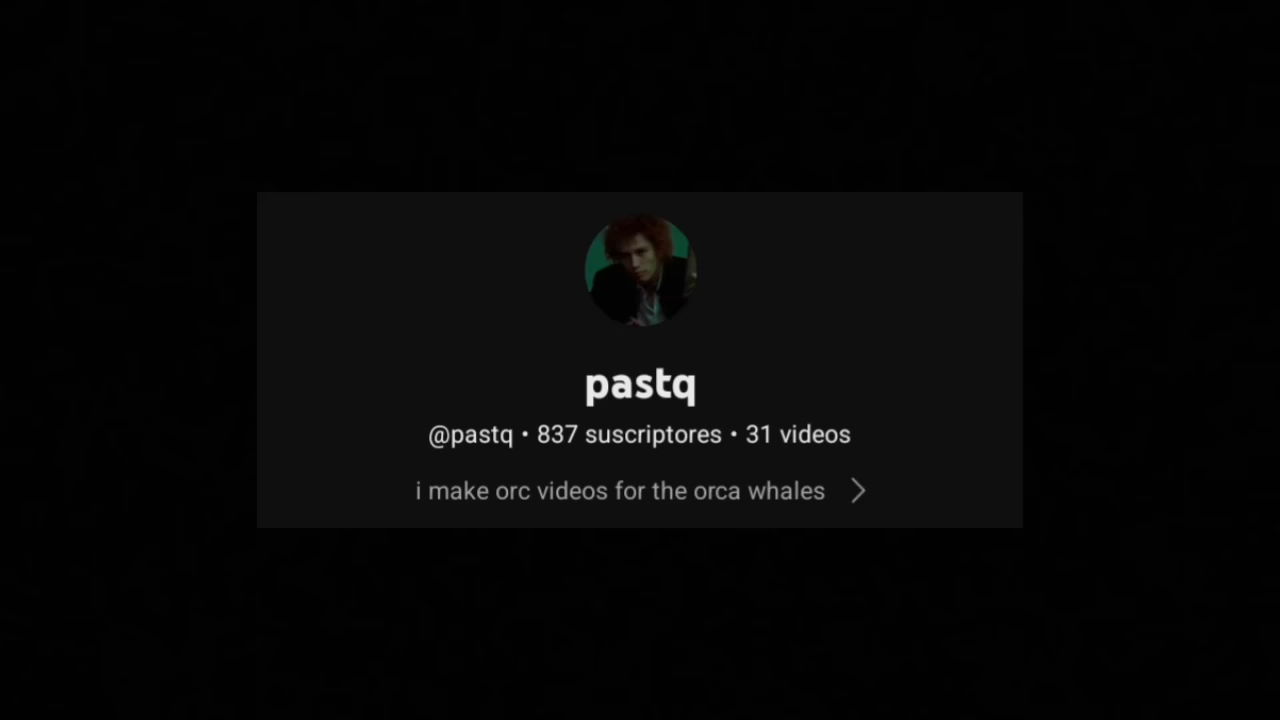 pastq
@pastq • 837 suscriptores • 31 videos
i make orc videos for the orca whales